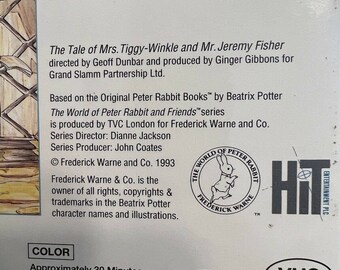 The Tale of Mrs. Tiggy-Winkle and Mr. Jeremy Fisher
directed by Geoff Dunbar and produced by Ginger Gibbons for
Grand Slamm Partnership Ltd.
Based on the Original Peter Rabbit Books™ by Beatrix Potter
The World of Peter Rabbit and Friends™ series
is produced by TVC London for Frederick Warne and Co.
Series Director: Dianne Jackson
Series Producer: John Coates
© Frederick Warne and Co. 1993
Frederick Warne & Co. is the
owner of all rights, copyrights &
trademarks in the Beatrix Potter
character names and illustrations.
THE WORLD OF PETER RABBIT
FREDERICK WARNE
™
HiT
ENTERTAINMENT PLC
COLOR
Approximately 30 Minutes
VHS